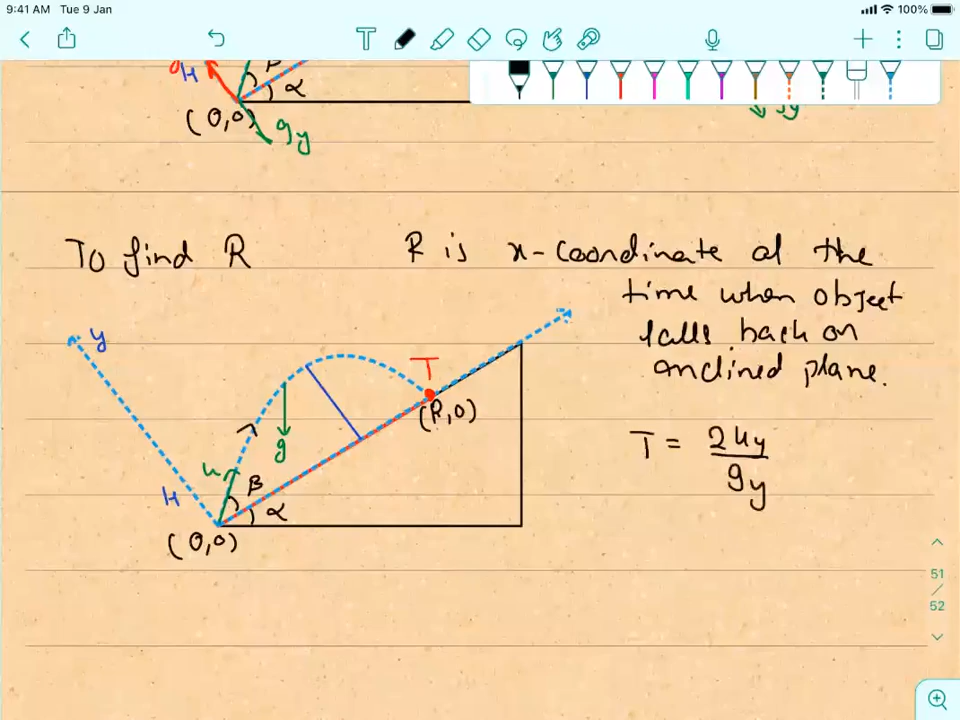 9:41 AM Tue 9 Jan
100%
H
α
(0,0)
gy
gy
To find R
R is x-coordinate at the
time when object
falls back on
inclined plane.
y
T
(R,0)
g
u
β
H
α
(0,0)
T = 2uy / gy
51
/
52